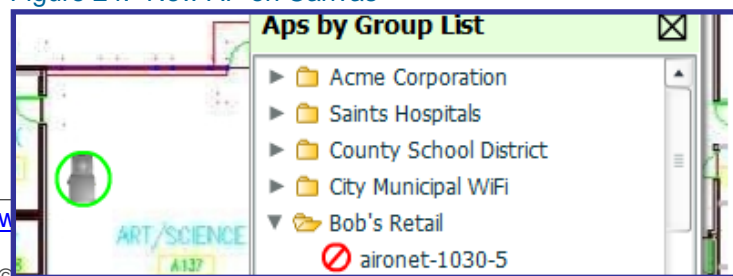 Aps by Group List
Acme Corporation
Saints Hospitals
County School District
City Municipal WiFi
Bob's Retail
aironet-1030-5
ART/SCIENCE
A137
w
©